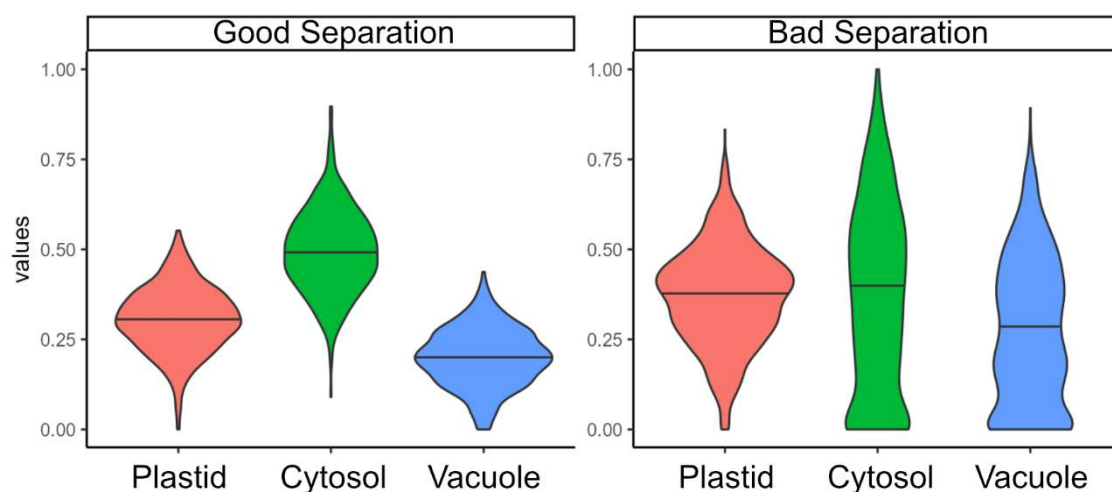 Good Separation
Bad Separation
values
1.00
0.75
0.50
0.25
0.00
1.00
0.75
0.50
0.25
0.00
Plastid Cytosol Vacuole
Plastid Cytosol Vacuole